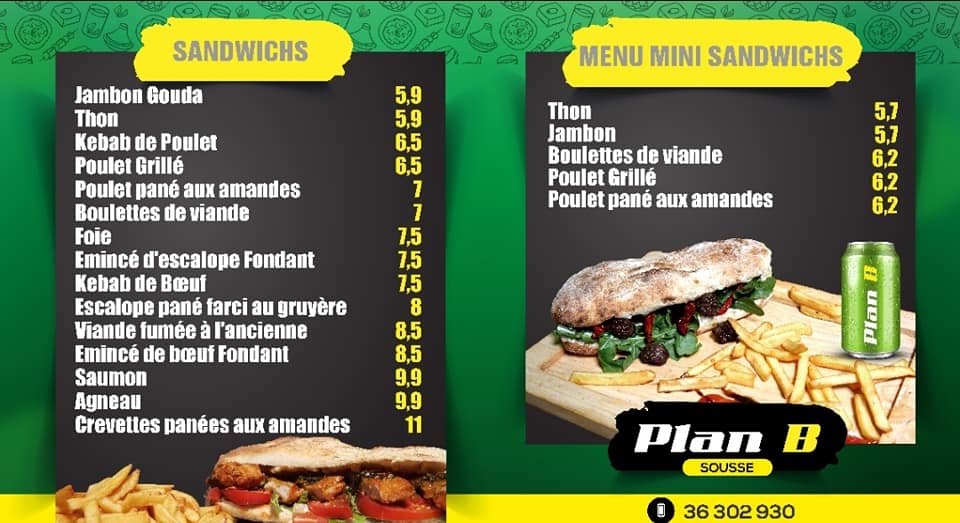 SANDWICHS
Jambon Gouda 5,9
Thon 5,9
Kebab de Poulet 6,5
Poulet Grillé 6,5
Poulet pané aux amandes 7
Boulettes de viande 7
Foie 7,5
Emincé d'escalope Fondant 7,5
Kebab de Bœuf 7,5
Escalope pané farci au gruyère 8
Viande fumée à l'ancienne 8,5
Emincé de bœuf Fondant 8,5
Saumon 9,9
Agneau 9,9
Crevettes panées aux amandes 11
MENU MINI SANDWICHS
Thon 5,7
Jambon 5,7
Boulettes de viande 6,2
Poulet Grillé 6,2
Poulet pané aux amandes 6,2
Plan B
Plan B
SOUSSE
36 302 930